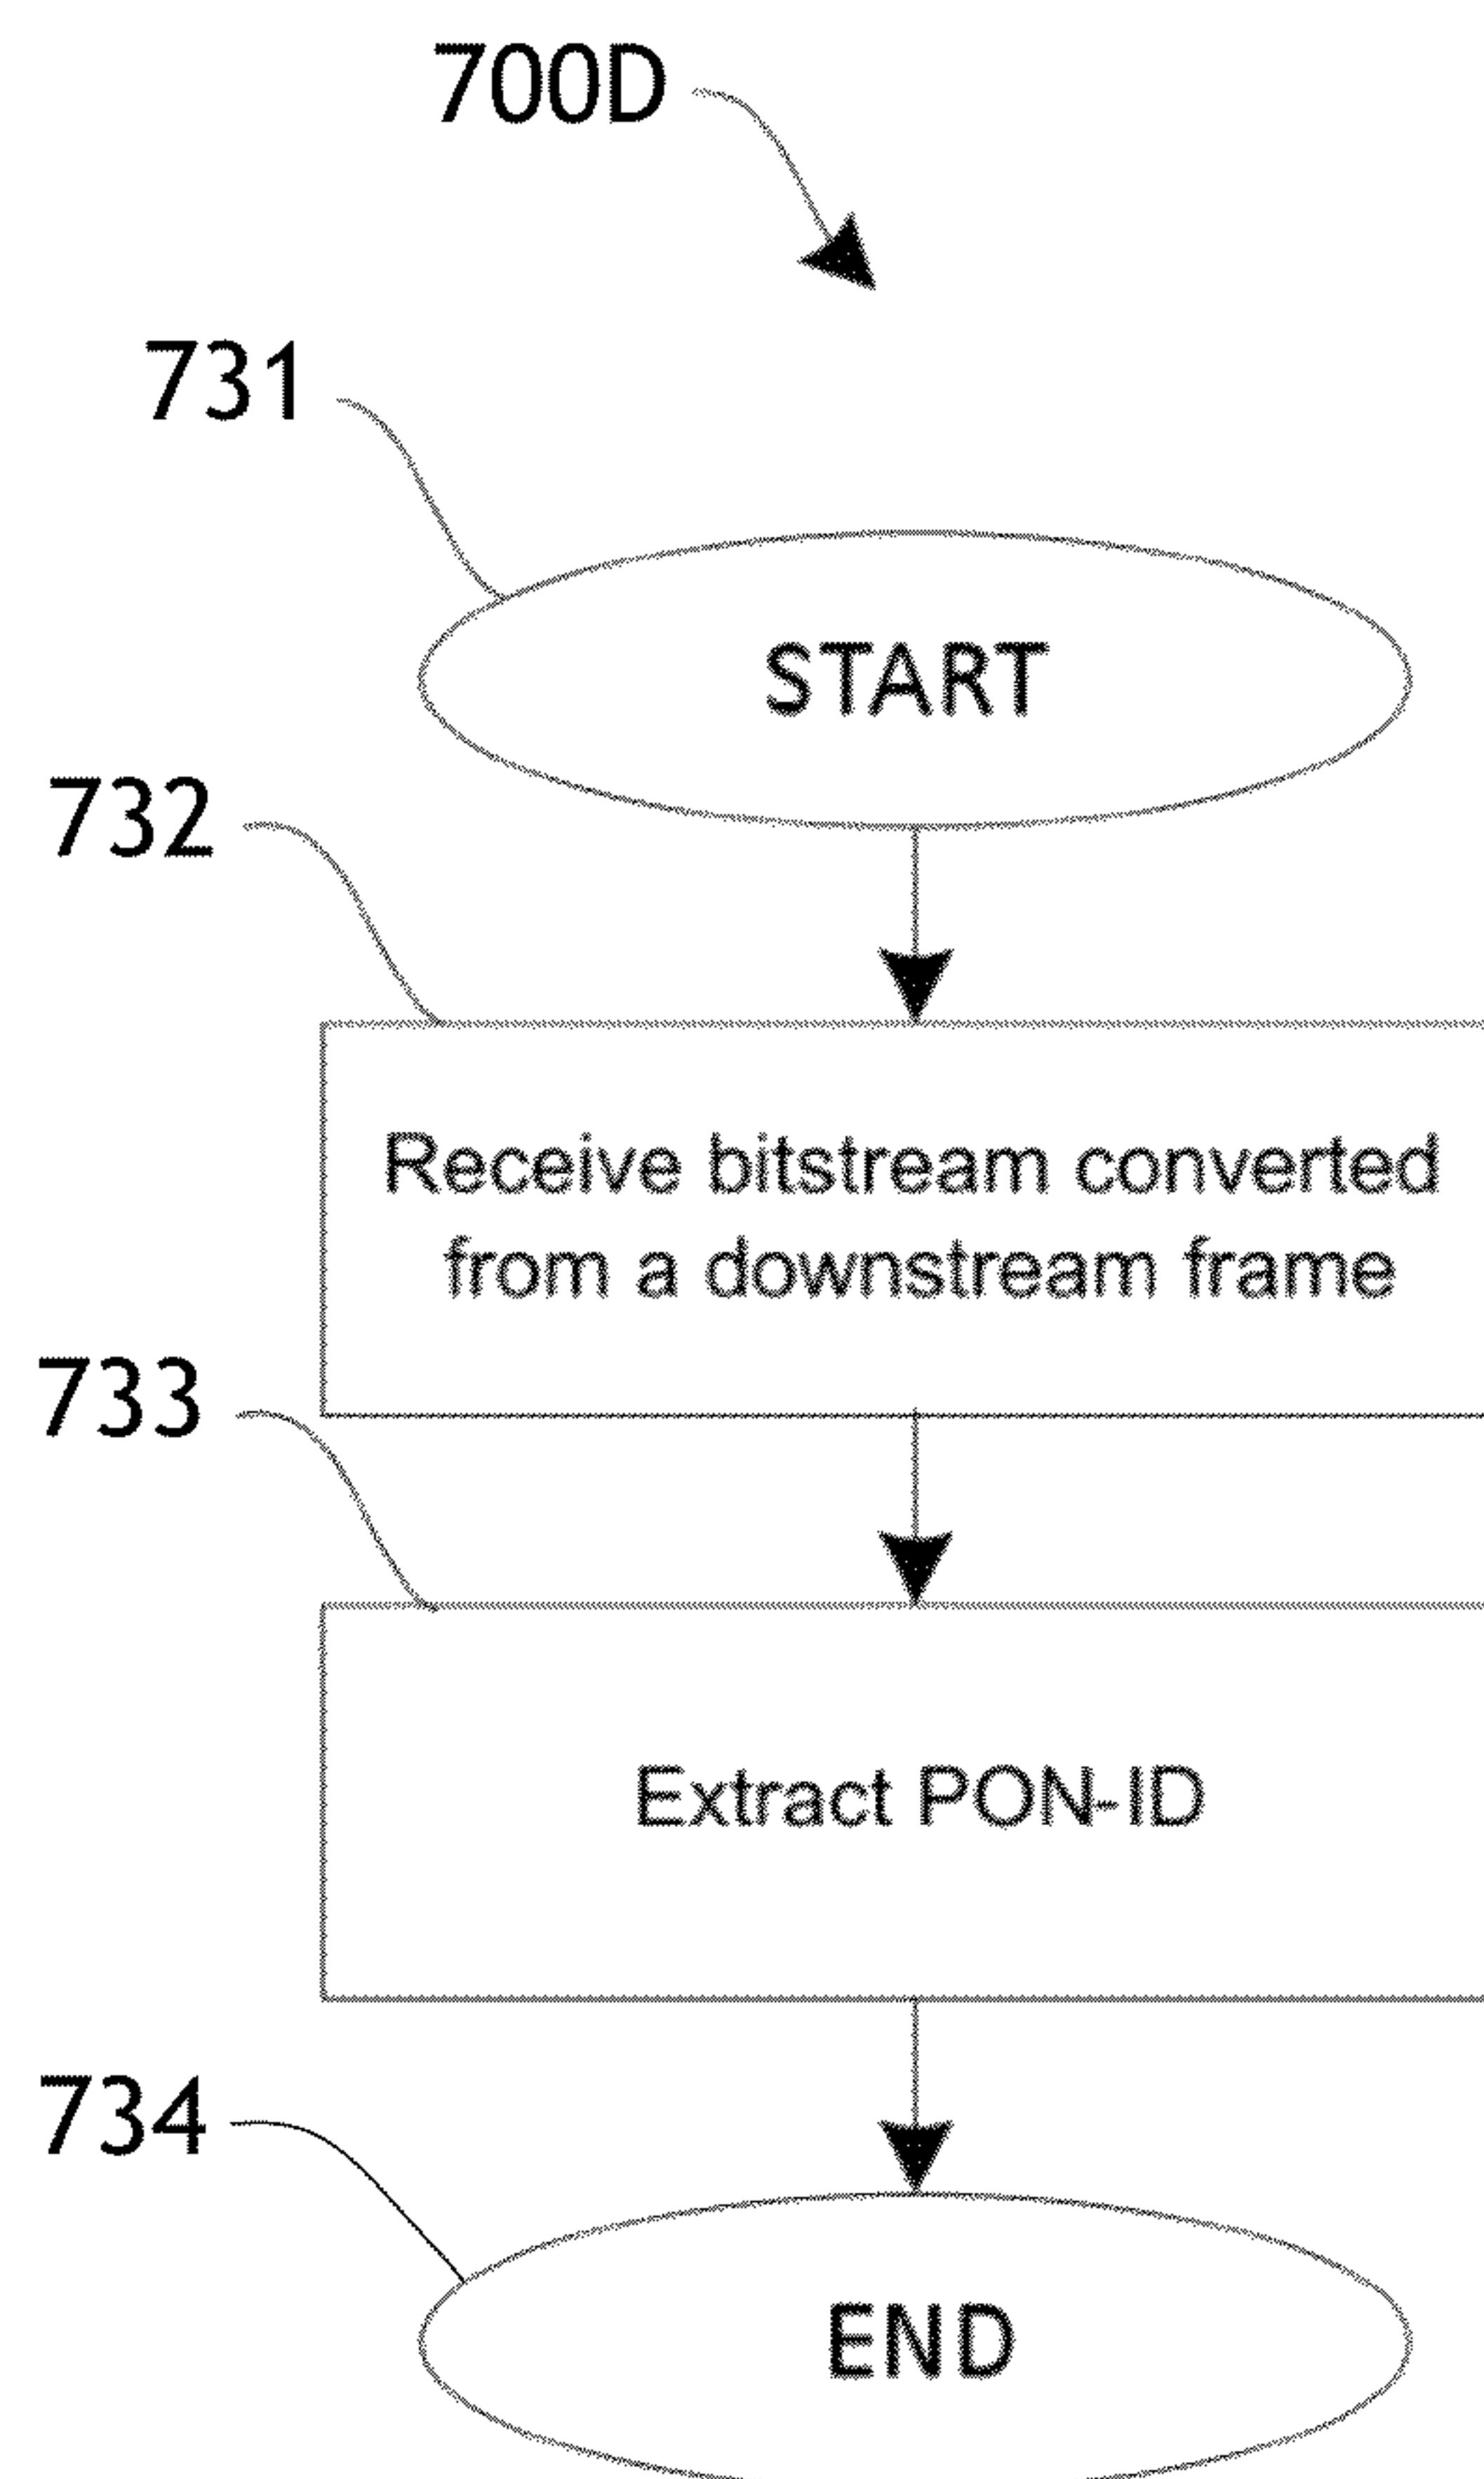 700D
731
START
732
Receive bitstream converted
from a downstream frame
733
Extract PON-ID
734
END